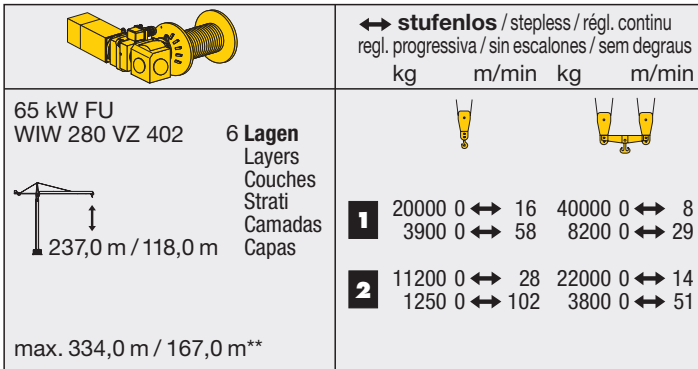 ↔ stufenlos / stepless / régl. continu
regl. progressiva / sin escalones / sem degraus
kg m/min kg m/min
65 kW FU
WIW 280 VZ 402
6 Lagen
Layers
Couches
Strati
Camadas
Capas
237,0 m / 118,0 m
max. 334,0 m / 167,0 m**
1 20000 0 ↔ 16 40000 0 ↔ 8
3900 0 ↔ 58 8200 0 ↔ 29
2 11200 0 ↔ 28 22000 0 ↔ 14
1250 0 ↔ 102 3800 0 ↔ 51